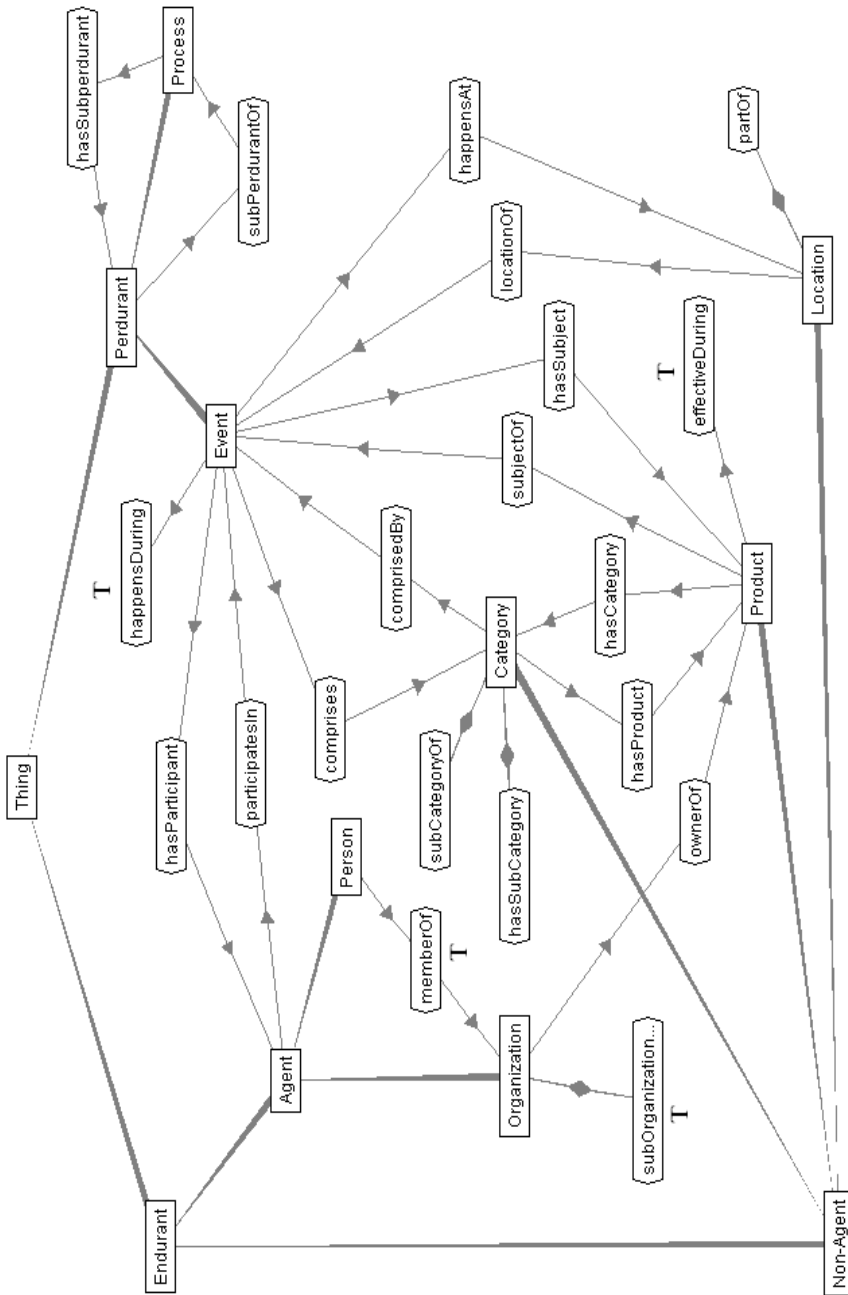 Thing
hasSubperdurant
T
Perdurant
happensDuring
Endurant
hasParticipant
Process
Event
participatesIn
subPerdurantOf
Agent
comprises
Person
comprisedBy
memberOf
subCategoryOf
T
happensAt
Category
locationOf
Organization
hasSubCategory
subjectOf
hasSubject
hasCategory
hasProduct
subOrganization...
T
T
ownerOf
effectiveDuring
partOf
Product
Location
Non-Agent